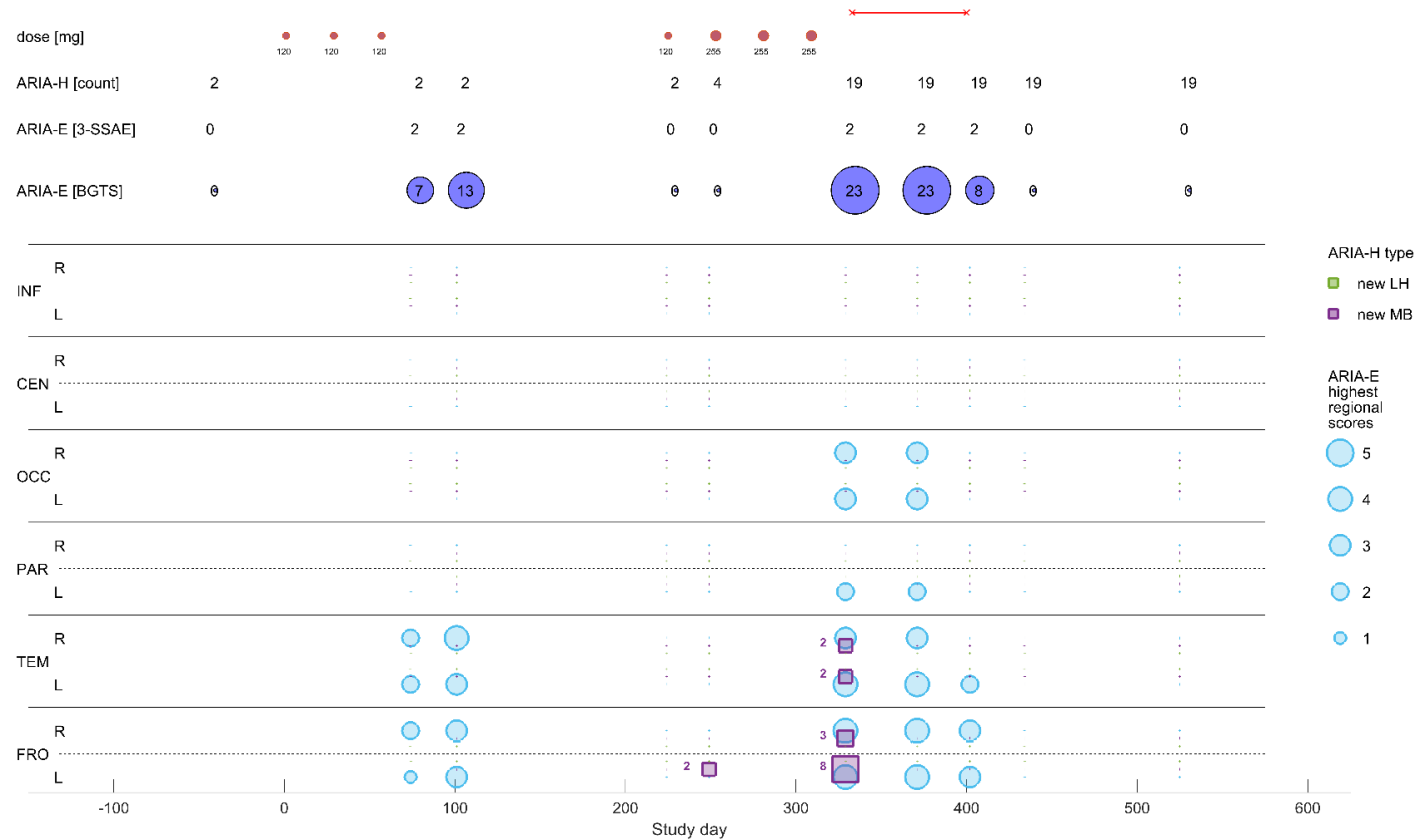 dose [mg]
120 120 120 120 255 255 255
ARIA-H [count] 2 2 2 2 4 19 19 19 19 19
ARIA-E [3-SSAE] 0 2 2 0 0 2 2 2 0 0
ARIA-E [BGTS] 0 7 13 0 0 23 23 8 0 0
R
INF
L
R
CEN
L
R
OCC
L
R
PAR
L
R 2
TEM
L 2
R 3
FRO
L 2 8
-100 0 100 200 300 400 500 600
Study day
ARIA-H type
new LH
new MB
ARIA-E
highest
regional
scores
5
4
3
2
1